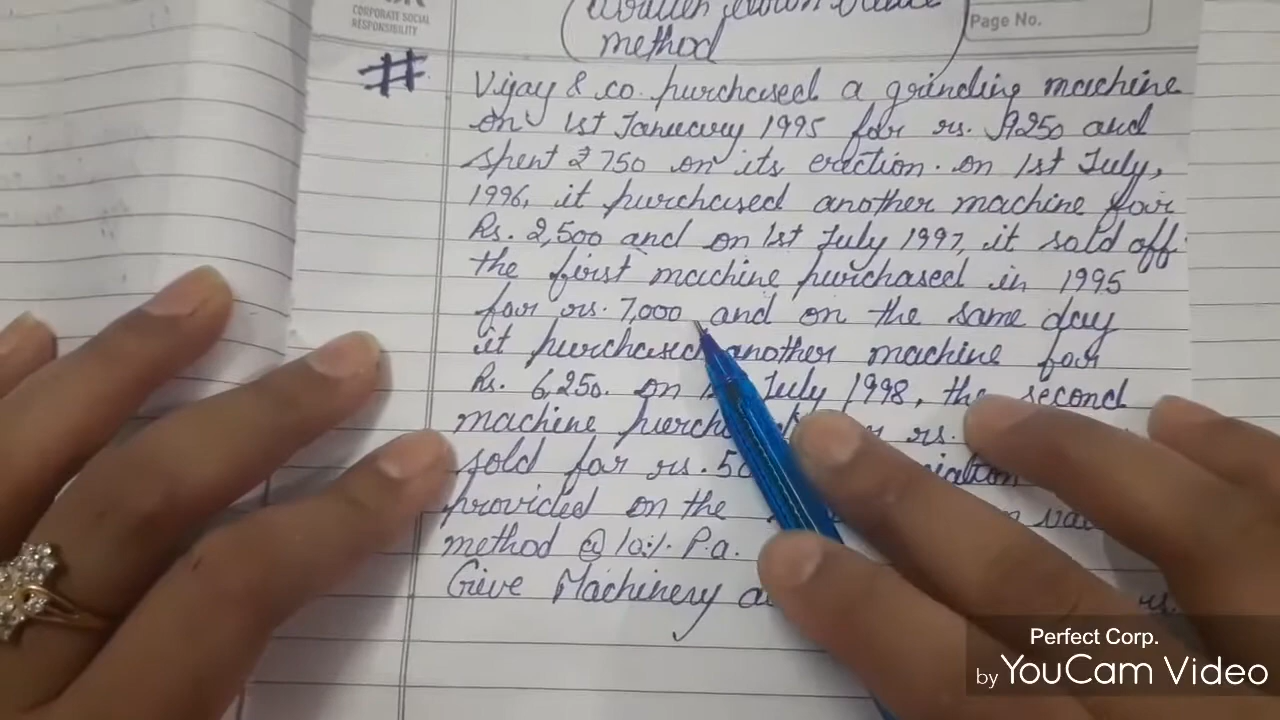 CORPORATE SOCIAL
RESPONSIBILITY
Page No.
method
# Vijay & co. purchased a grinding machine
on 1st January 1995 for rs. 9250 and
spent ₹750 on its erection. on 1st July,
1996, it purchased another machine for
Rs. 2,500 and on 1st July 1997, it sold off
the first machine purchased in 1995
for rs. 7,000 and on the same day
it purchased another machine for
Rs. 6,250. on July 1998, the second
machine rs.
sold for rs.
provided on the
method @ 10% P.a.
Give Machinery
Perfect Corp.
by YouCam Video